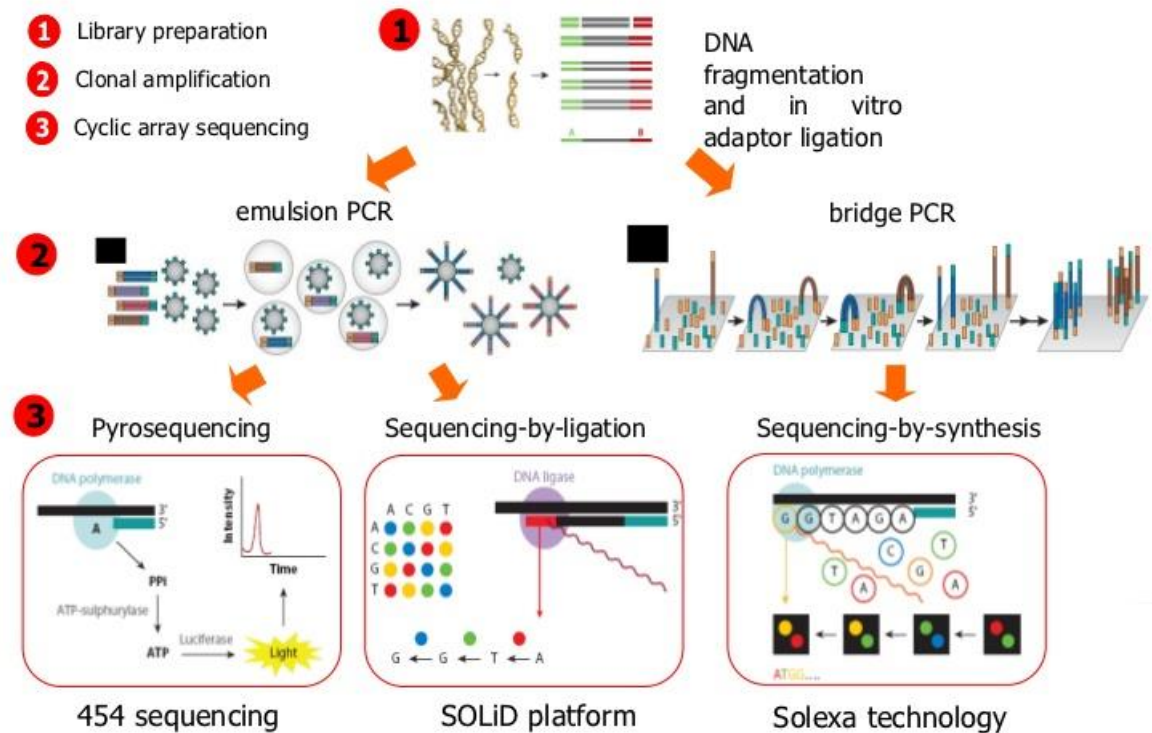 1 Library preparation
2 Clonal amplification
3 Cyclic array sequencing
1
DNA
fragmentation
and in vitro
adaptor ligation
A B
emulsion PCR
bridge PCR
2
3
Pyrosequencing
DNA polymerase
3'
5'
A
PPi
ATP-sulphurylase
ATP
Luciferase
Light
Intensity
Time
454 sequencing
Sequencing-by-ligation
DNA ligase
A C G T
A
C
G
T
3'
5'
G G T A
SOLiD platform
Sequencing-by-synthesis
DNA polymerase
3'
5'
G G T A G A
C T
T A G A
ATGG....
Solexa technology